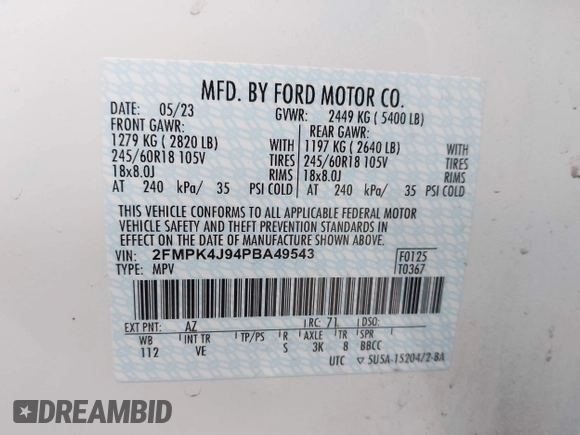 MFD. BY FORD MOTOR CO.
DATE: 05/23 GVWR: 2449 KG ( 5400 LB)
FRONT GAWR: REAR GAWR:
1279 KG ( 2820 LB) WITH 1197 KG ( 2640 LB) WITH
245/60R18 105V TIRES 245/60R18 105V TIRES
18x8.0J RIMS 18x8.0J RIMS
AT 240 kPa/ 35 PSI COLD AT 240 kPa/ 35 PSI COLD
THIS VEHICLE CONFORMS TO ALL APPLICABLE FEDERAL MOTOR
VEHICLE SAFETY AND THEFT PREVENTION STANDARDS IN EFFECT
ON THE DATE OF MANUFACTURE SHOWN ABOVE.
VIN: 2FMPK4J94PBA49543 F0125
TYPE: MPV T0367
EXT PNT: AZ RC: 71 DSO:
WB INT TR TP/PS R AXLE TR SPR
112 VE S 3K 8 BBCC
UTC ▽ 5U5A-15204/2-BA
DREAMBID